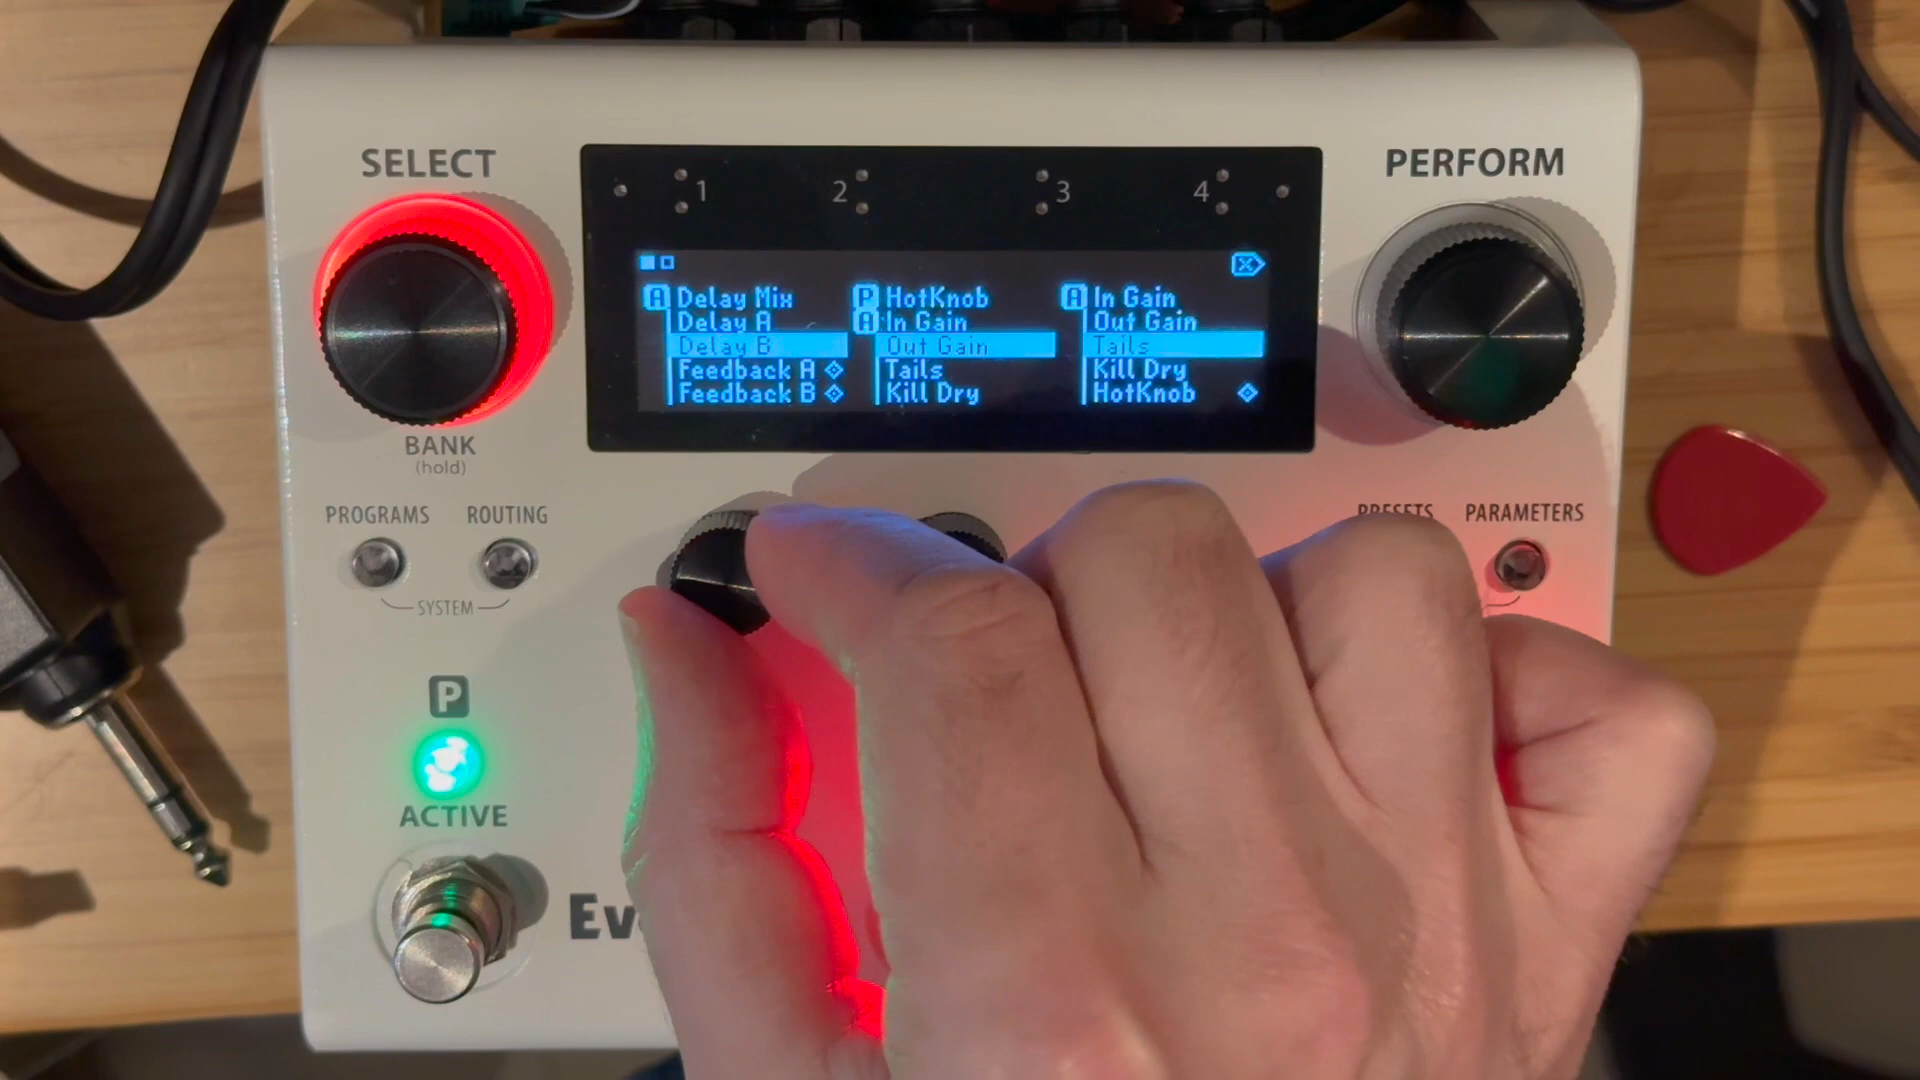 SELECT
PERFORM
1 2 3 4
A Delay Mix P HotKnob A In Gain
Delay A A In Gain Out Gain
Delay B Out Gain Tails
Feedback A Tails Kill Dry
Feedback B Kill Dry HotKnob
BANK
(hold)
PROGRAMS ROUTING
PRESETS PARAMETERS
SYSTEM
P
ACTIVE
Ev